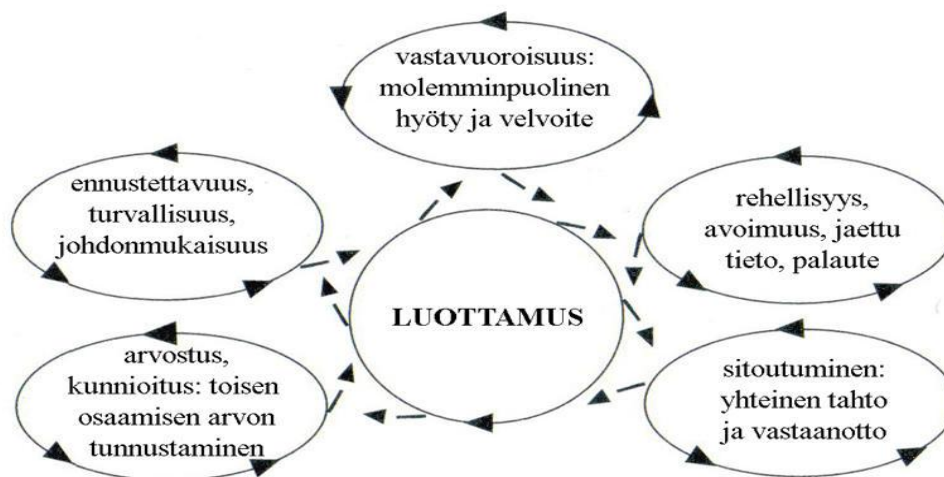 vastavuoroisuus:
molemminpuolinen
hyöty ja velvoite
ennustettavuus,
turvallisuus,
johdonmukaisuus
rehellisyys,
avoimuus, jaettu
tieto, palaute
LUOTTAMUS
arvostus,
kunnioitus: toisen
osaamisen arvon
tunnustaminen
sitoutuminen:
yhteinen tahto
ja vastaanotto